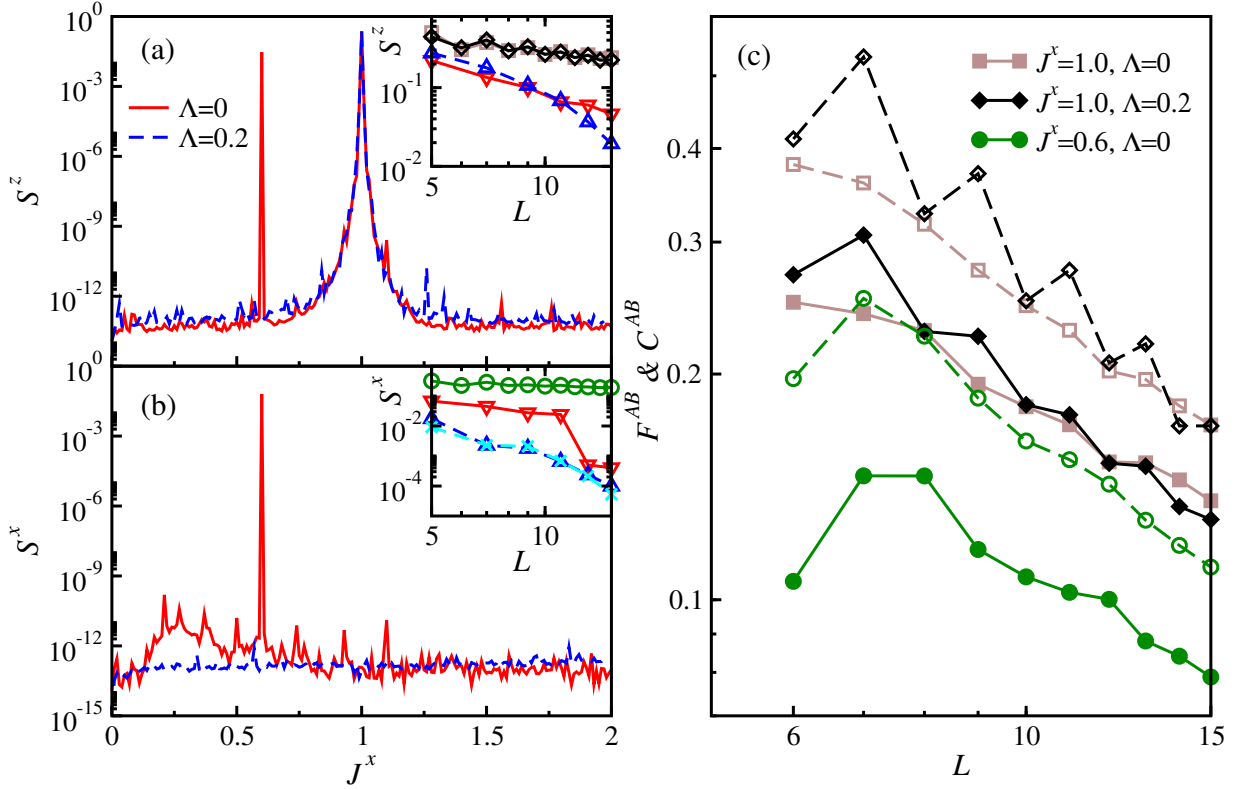 (a)
S^z
10^0
10^-3
10^-6
10^-9
10^-12
10^0
Λ=0
Λ=0.2
S^z
10^-1
10^-2
5
10
L
(b)
S^x
10^-3
10^-6
10^-9
10^-12
10^-15
0
0.5
1
1.5
2
J^x
S^x
10^-2
10^-4
5
10
L
(c)
F^AB & C^AB
0.4
0.3
0.2
0.1
J^x=1.0, Λ=0
J^x=1.0, Λ=0.2
J^x=0.6, Λ=0
6
10
15
L